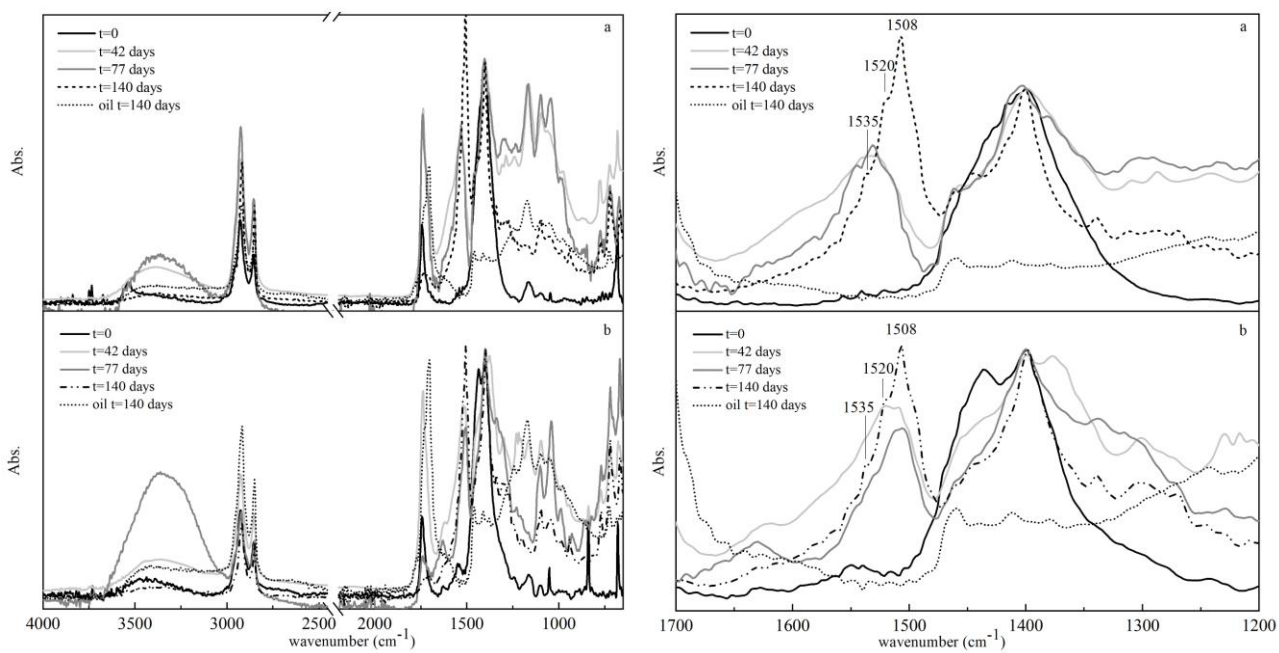 a
t=0
t=42 days
t=77 days
t=140 days
oil t=140 days
Abs.
b
t=0
t=42 days
t=77 days
t=140 days
oil t=140 days
Abs.
4000 3500 3000 2500 2000 1500 1000
wavenumber (cm⁻¹)
a
t=0
t=42 days
t=77 days
t=140 days
oil t=140 days
1508
1520
1535
Abs.
b
t=0
t=42 days
t=77 days
t=140 days
oil t=140 days
1508
1520
1535
Abs.
1700 1600 1500 1400 1300 1200
wavenumber (cm⁻¹)